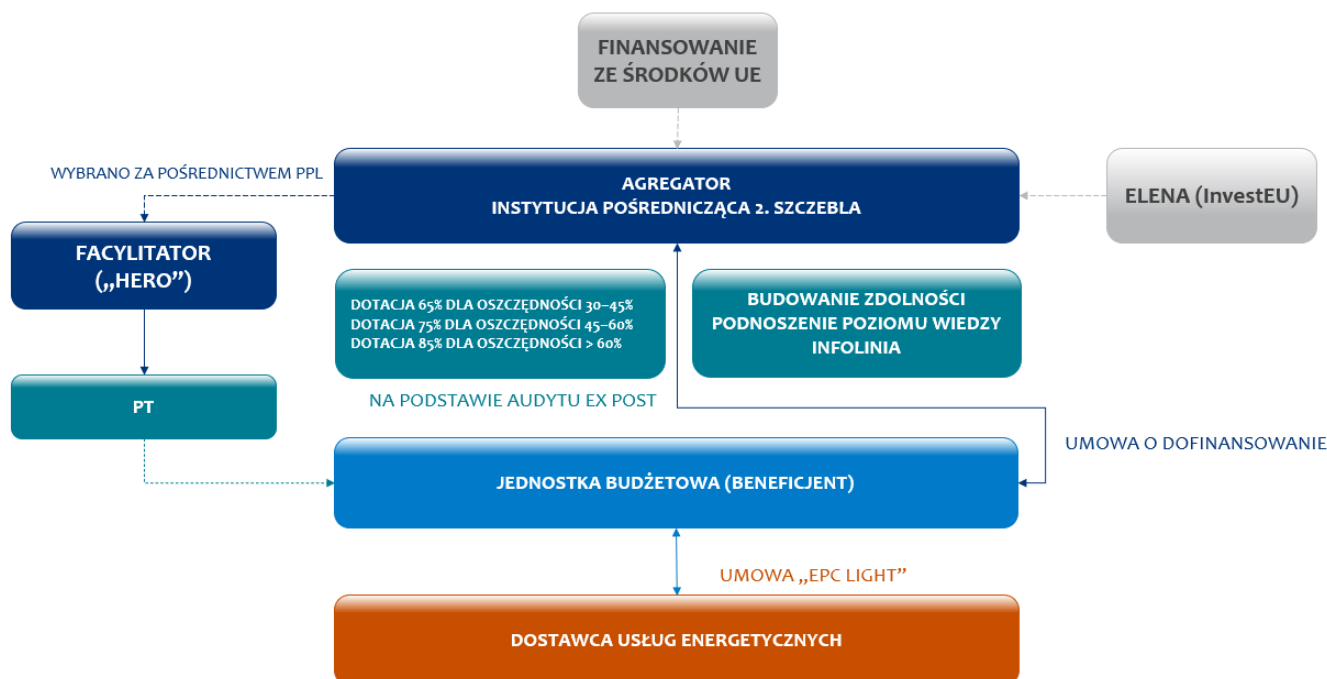 FINANSOWANIE
ZE ŚRODKÓW UE
WYBRANO ZA POŚREDNICTWEM PPL
AGREGATOR
INSTYTUCJA POŚREDNICZĄCA 2. SZCZEBLA
ELENA (InvestEU)
FACYLITATOR
(„HERO”)
DOTACJA 65% DLA OSZCZĘDNOŚCI 30–45%
DOTACJA 75% DLA OSZCZĘDNOŚCI 45–60%
DOTACJA 85% DLA OSZCZĘDNOŚCI > 60%
BUDOWANIE ZDOLNOŚCI
PODNOSZENIE POZIOMU WIEDZY
INFOLINIA
NA PODSTAWIE AUDYTU EX POST
PT
UMOWA O DOFINANSOWANIE
JEDNOSTKA BUDŻETOWA (BENEFICJENT)
UMOWA „EPC LIGHT”
DOSTAWCA USŁUG ENERGETYCZNYCH